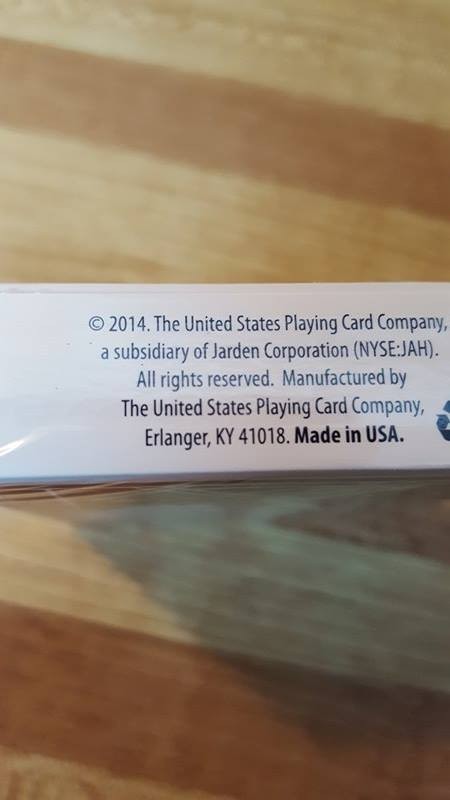 © 2014. The United States Playing Card Company,
a subsidiary of Jarden Corporation (NYSE:JAH).
All rights reserved. Manufactured by
The United States Playing Card Company,
Erlanger, KY 41018. Made in USA.